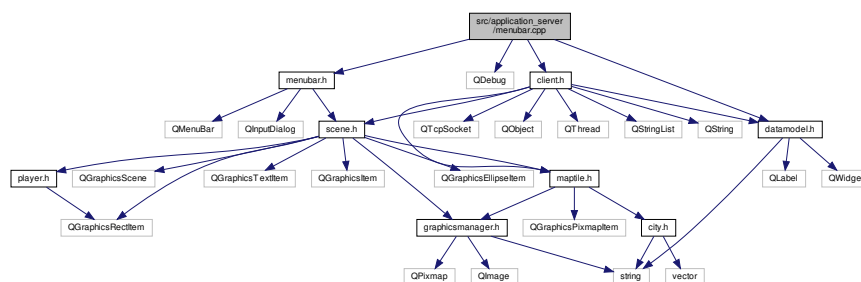 src/application_server
/menubar.cpp
menubar.h
QDebug
client.h
QMenuBar
QInputDialog
scene.h
QTcpSocket
QObject
QThread
QStringList
QString
datamodel.h
player.h
QGraphicsScene
QGraphicsTextItem
QGraphicsItem
QGraphicsEllipseItem
maptile.h
QLabel
QWidge
QGraphicsRectItem
graphicsmanager.h
QGraphicsPixmapItem
city.h
QPixmap
QImage
string
vector